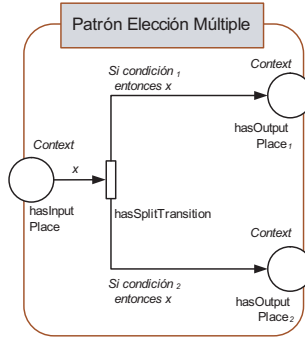 Patrón Elección Múltiple
Si condición 1
entonces x
Context
hasOutput
Place1
Context
x
hasInput
Place
hasSplitTransition
Context
Si condición 2
entonces x
hasOutput
Place2